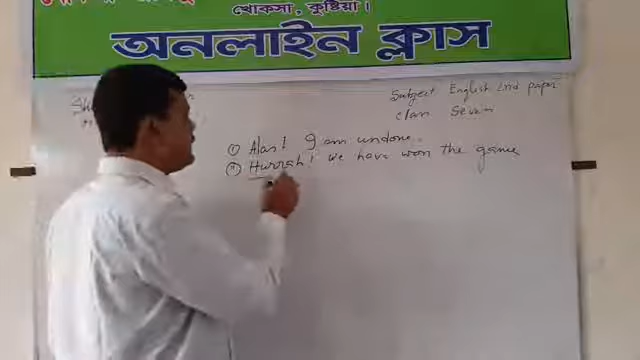 খোকসা, কুষ্টিয়া।
অনলাইন ক্লাস
Subject English 2nd paper
class Seven
① Alas! I am undone.
② Hurrah! we have won the game